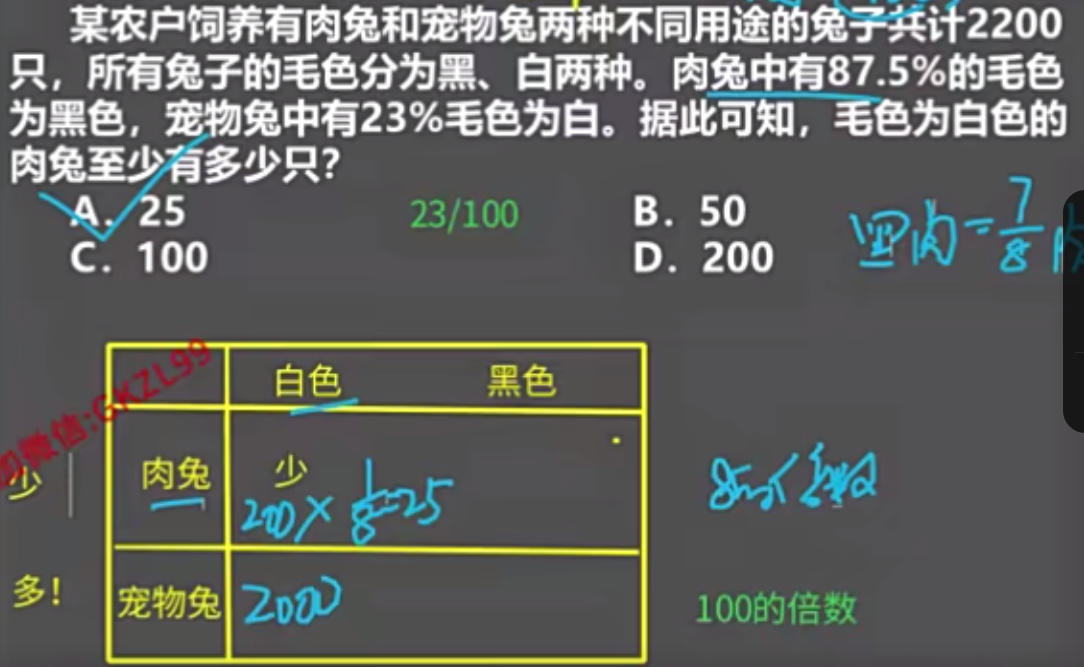 某农户饲养有肉兔和宠物兔两种不同用途的兔子共计2200
只，所有兔子的毛色分为黑、白两种。肉兔中有87.5%的毛色
为黑色，宠物兔中有23%毛色为白。据此可知，毛色为白色的
肉兔至少有多少只？
A. 25 23/100 B. 50
C. 100 D. 200
黑肉=7/8
白色 黑色
微信:GKZL99
少 肉兔 少
200×1/8=25
8的倍数
多！ 宠物兔 2000 100的倍数